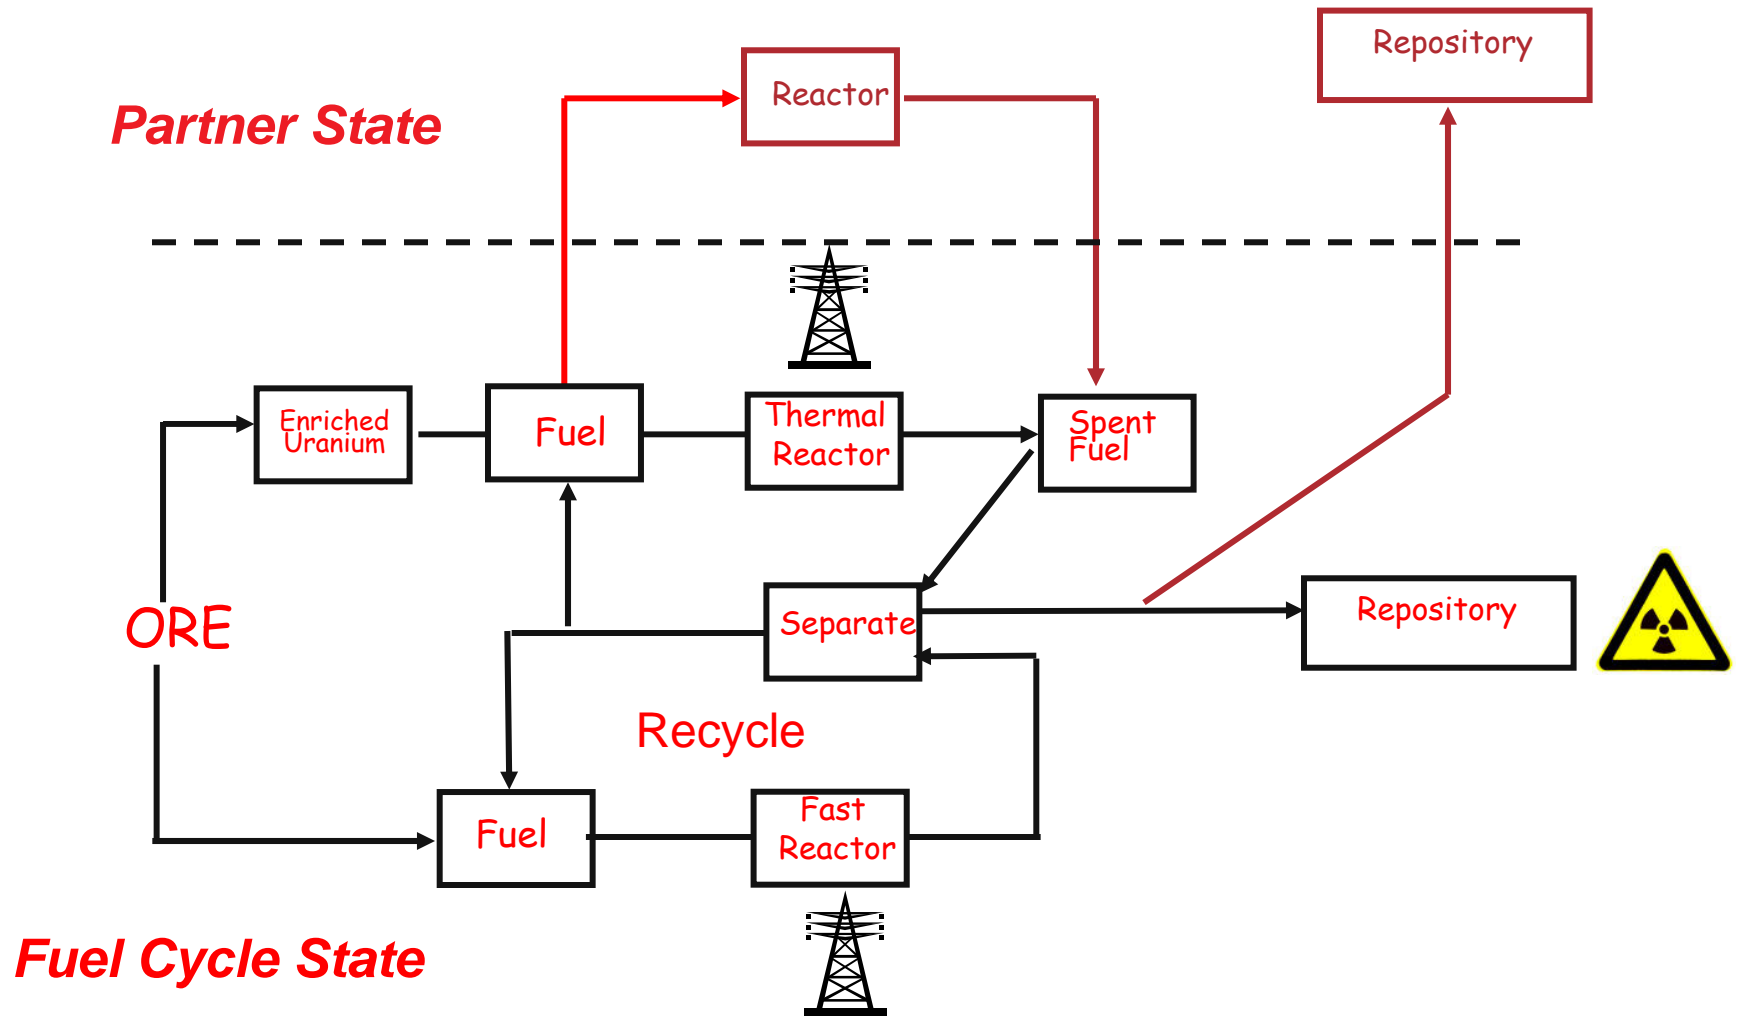 Repository
Reactor
Partner State
Enriched
Uranium
Fuel
Thermal
Reactor
Spent
Fuel
ORE
Separate
Repository
Recycle
Fuel
Fast
Reactor
Fuel Cycle State